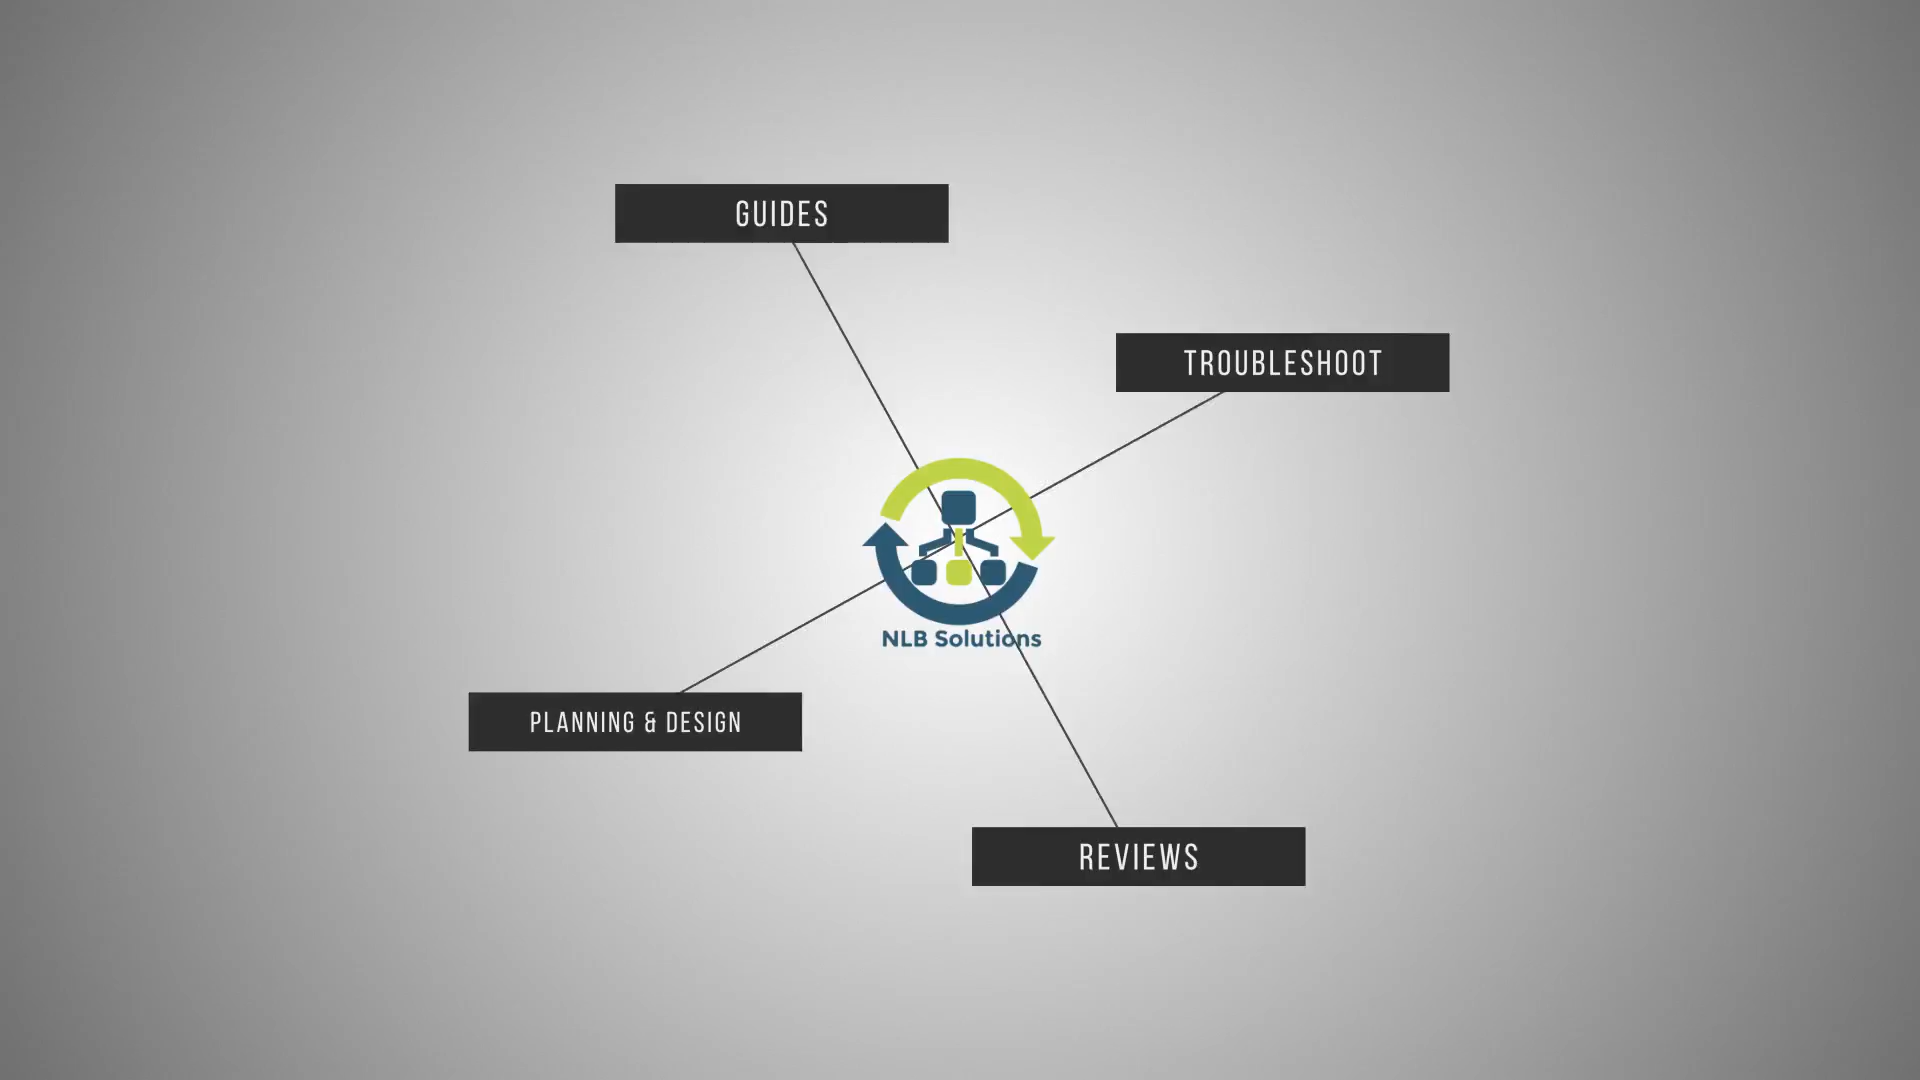 GUIDES
TROUBLESHOOT
NLB Solutions
PLANNING & DESIGN
REVIEWS